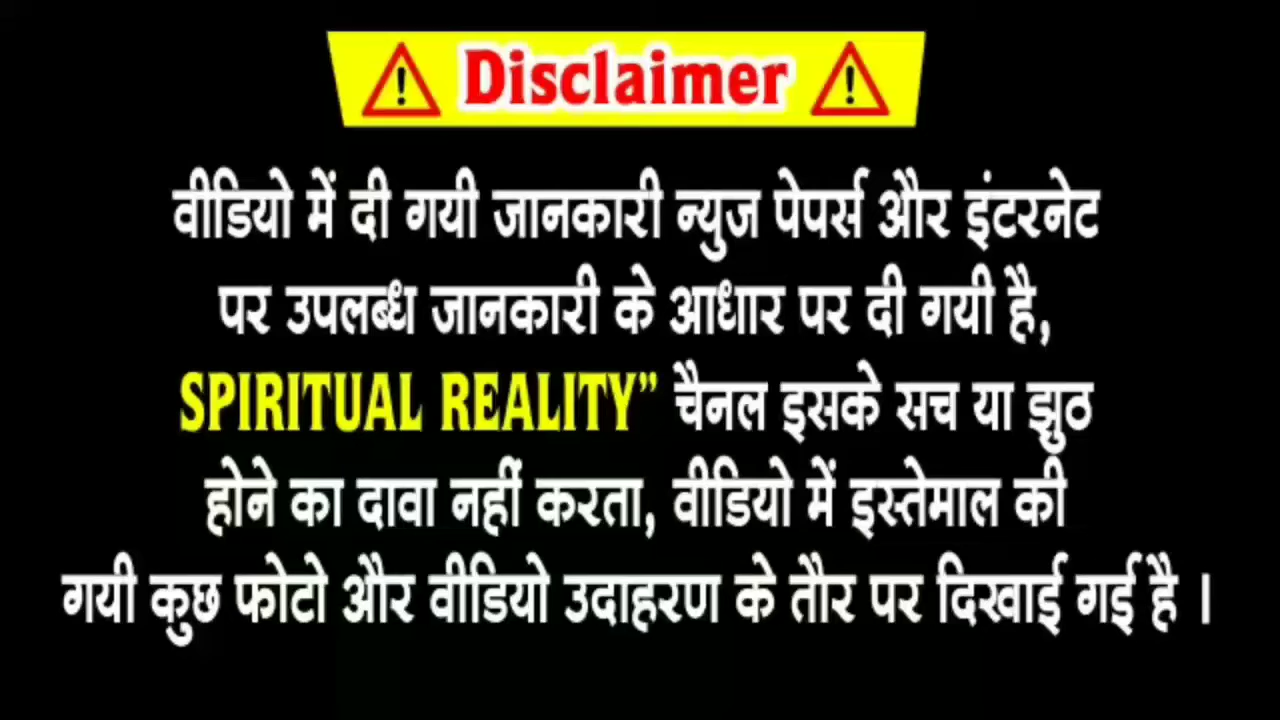 Disclaimer
वीडियो में दी गयी जानकारी न्युज पेपर्स और इंटरनेट
पर उपलब्ध जानकारी के आधार पर दी गयी है,
SPIRITUAL REALITY” चैनल इसके सच या झुठ
होने का दावा नहीं करता, वीडियो में इस्तेमाल की
गयी कुछ फोटो और वीडियो उदाहरण के तौर पर दिखाई गई है ।